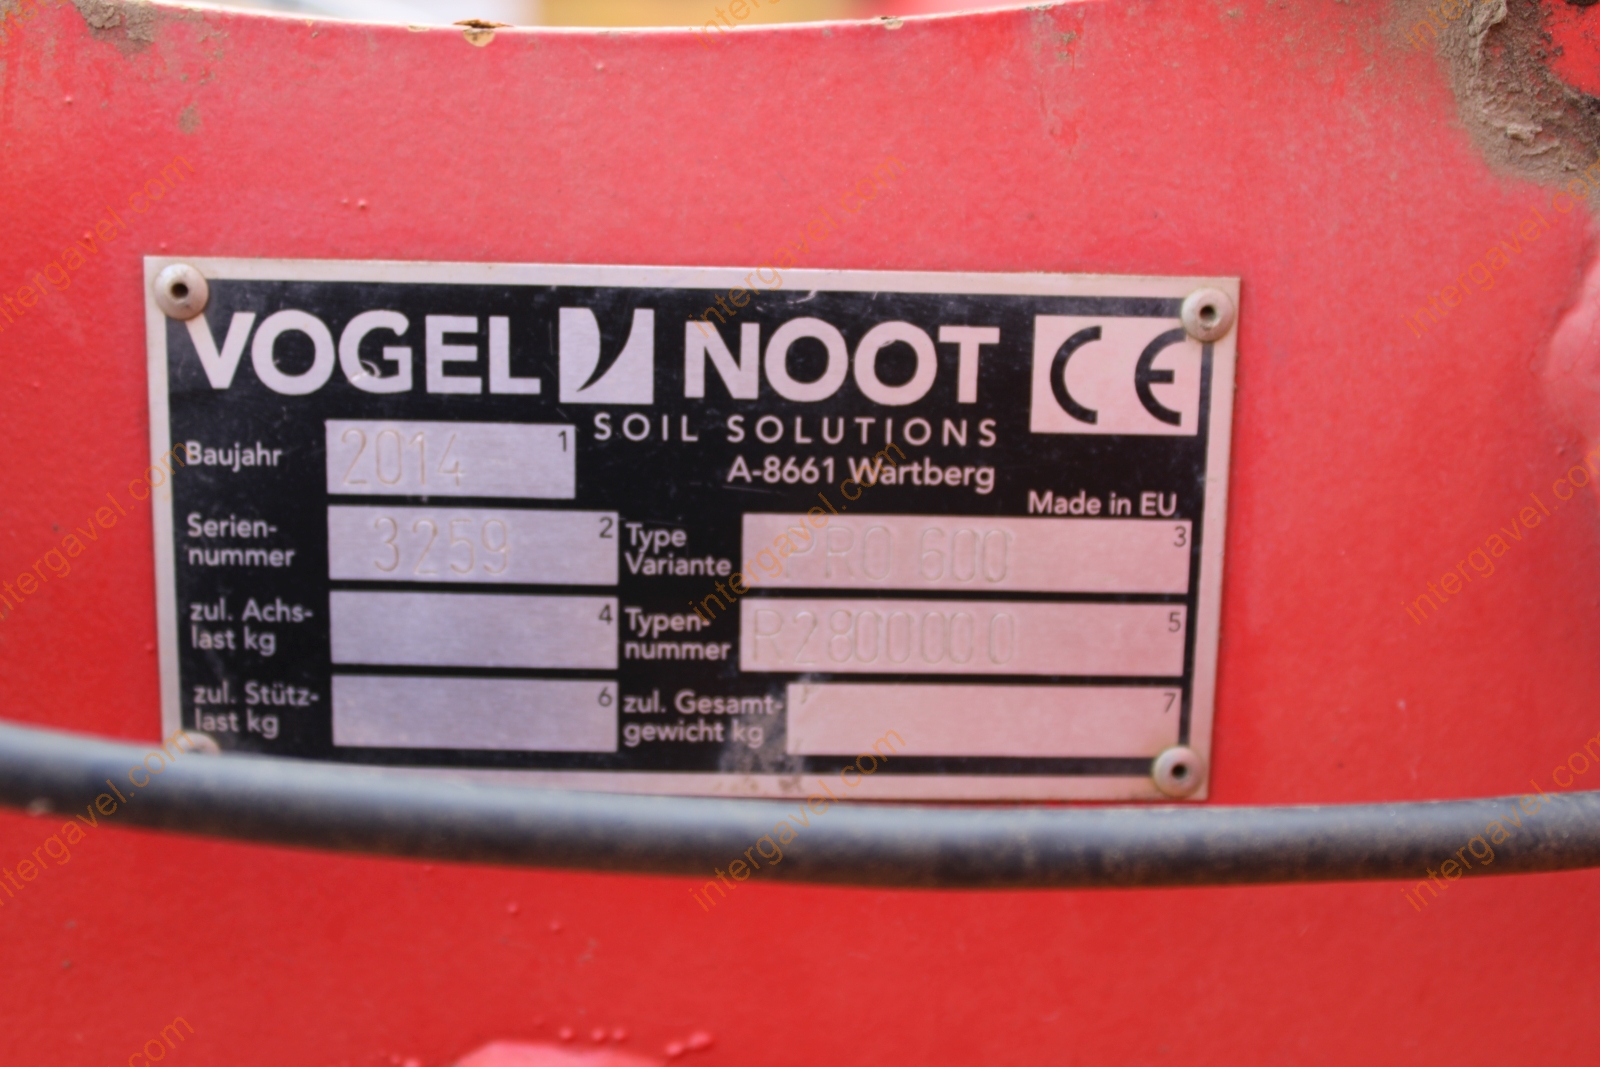 VOGEL NOOT
CE
SOIL SOLUTIONS
A-8661 Wartberg
Made in EU
Baujahr 2014 1
Serien-
nummer 3259 2
Type
Variante PRO 600 3
zul. Achs-
last kg 4
Typen-
nummer R2800000 5
zul. Stütz-
last kg 6
zul. Gesamt-
gewicht kg 7
intergavel.com